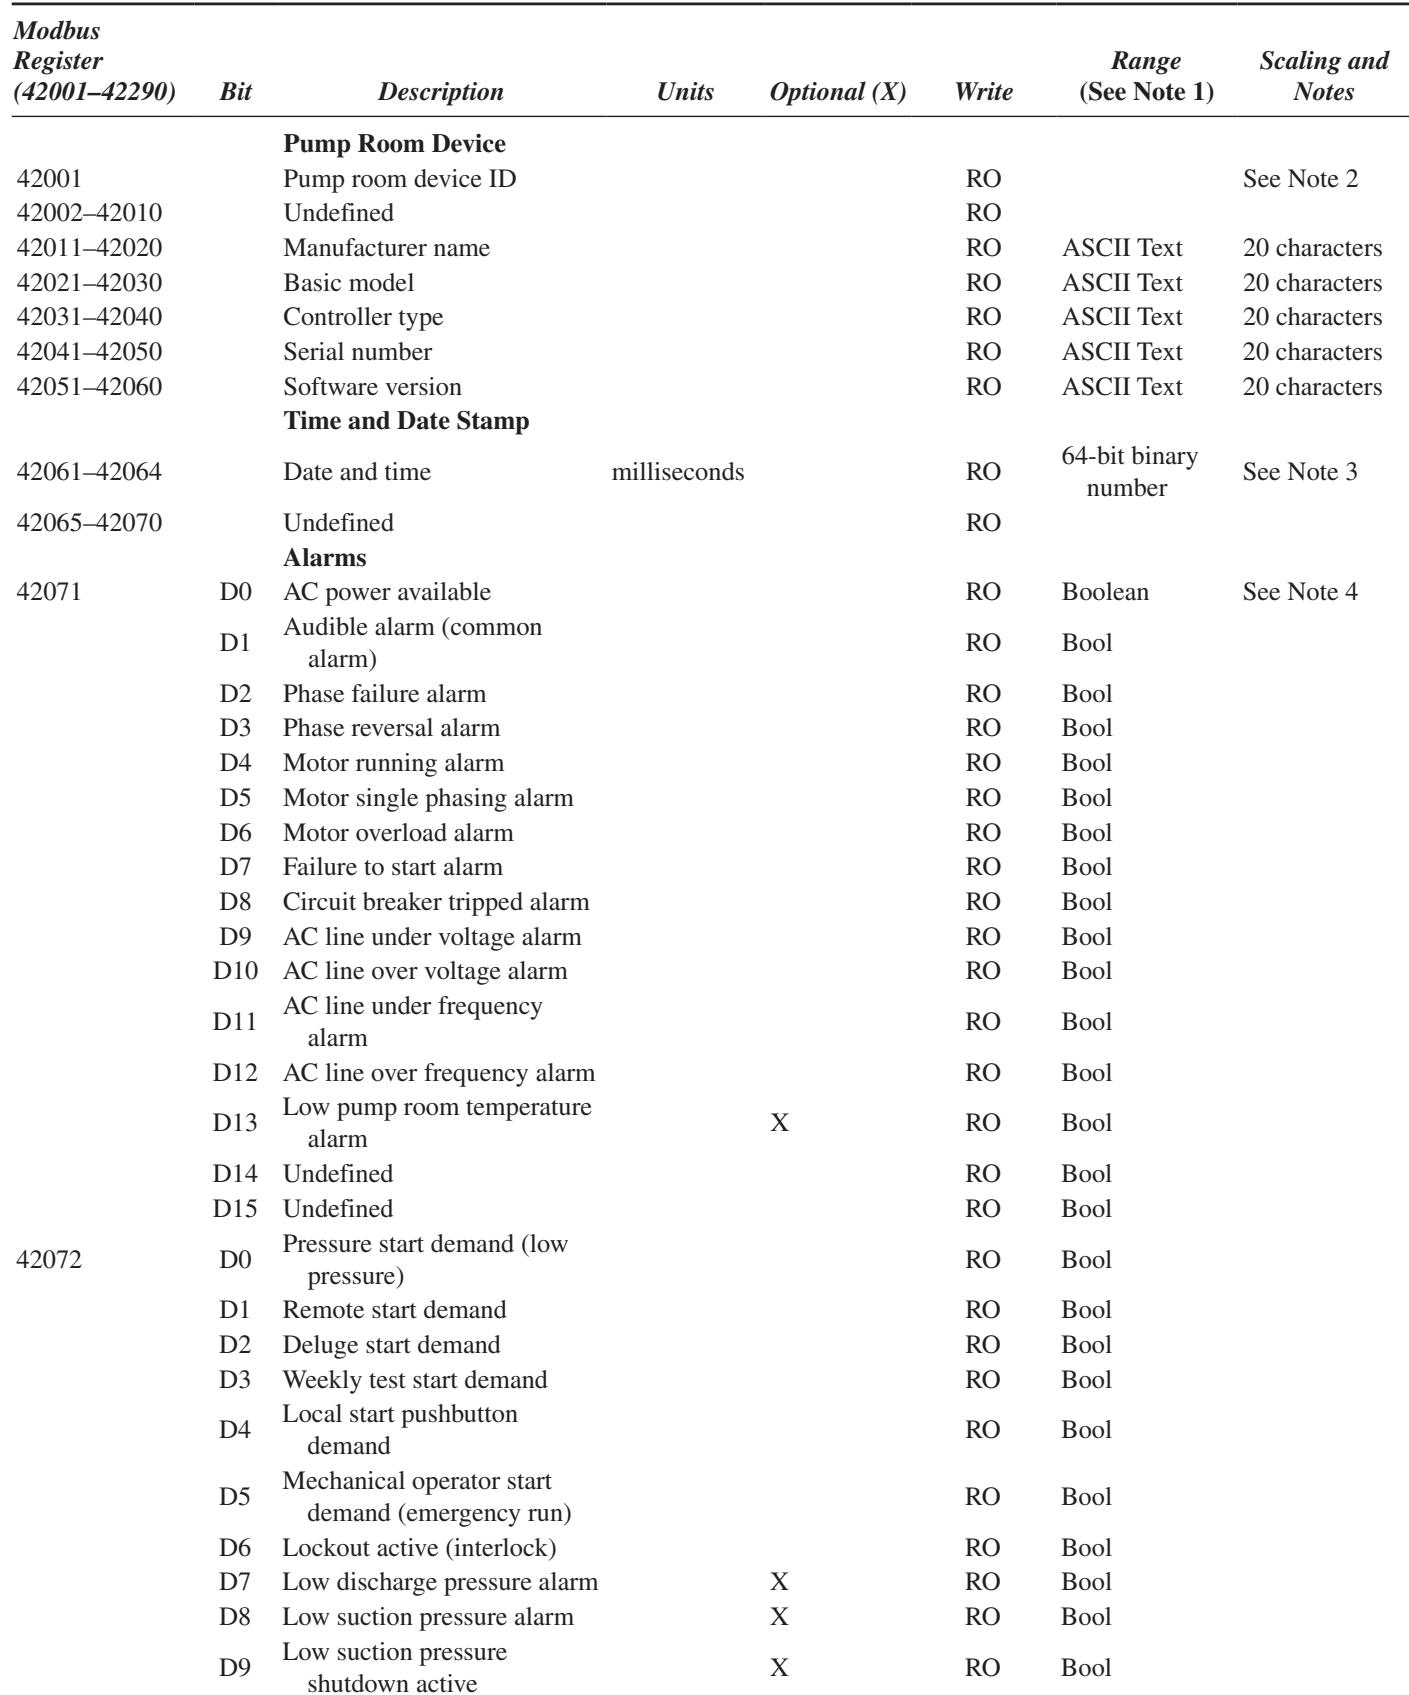 Modbus
Register
(42001–42290) Bit Description Units Optional (X) Write Range (See Note 1) Scaling and Notes
Pump Room Device
42001 Pump room device ID RO See Note 2
42002–42010 Undefined RO
42011–42020 Manufacturer name RO ASCII Text 20 characters
42021–42030 Basic model RO ASCII Text 20 characters
42031–42040 Controller type RO ASCII Text 20 characters
42041–42050 Serial number RO ASCII Text 20 characters
42051–42060 Software version RO ASCII Text 20 characters
Time and Date Stamp
42061–42064 Date and time milliseconds RO 64-bit binary
number See Note 3
42065–42070 Undefined RO
Alarms
42071 D0 AC power available RO Boolean See Note 4
D1 Audible alarm (common
alarm) RO Bool
D2 Phase failure alarm RO Bool
D3 Phase reversal alarm RO Bool
D4 Motor running alarm RO Bool
D5 Motor single phasing alarm RO Bool
D6 Motor overload alarm RO Bool
D7 Failure to start alarm RO Bool
D8 Circuit breaker tripped alarm RO Bool
D9 AC line under voltage alarm RO Bool
D10 AC line over voltage alarm RO Bool
D11 AC line under frequency
alarm RO Bool
D12 AC line over frequency alarm RO Bool
D13 Low pump room temperature
alarm X RO Bool
D14 Undefined RO Bool
D15 Undefined RO Bool
42072 D0 Pressure start demand (low
pressure) RO Bool
D1 Remote start demand RO Bool
D2 Deluge start demand RO Bool
D3 Weekly test start demand RO Bool
D4 Local start pushbutton
demand RO Bool
D5 Mechanical operator start
demand (emergency run) RO Bool
D6 Lockout active (interlock) RO Bool
D7 Low discharge pressure alarm X RO Bool
D8 Low suction pressure alarm X RO Bool
D9 Low suction pressure
shutdown active X RO Bool